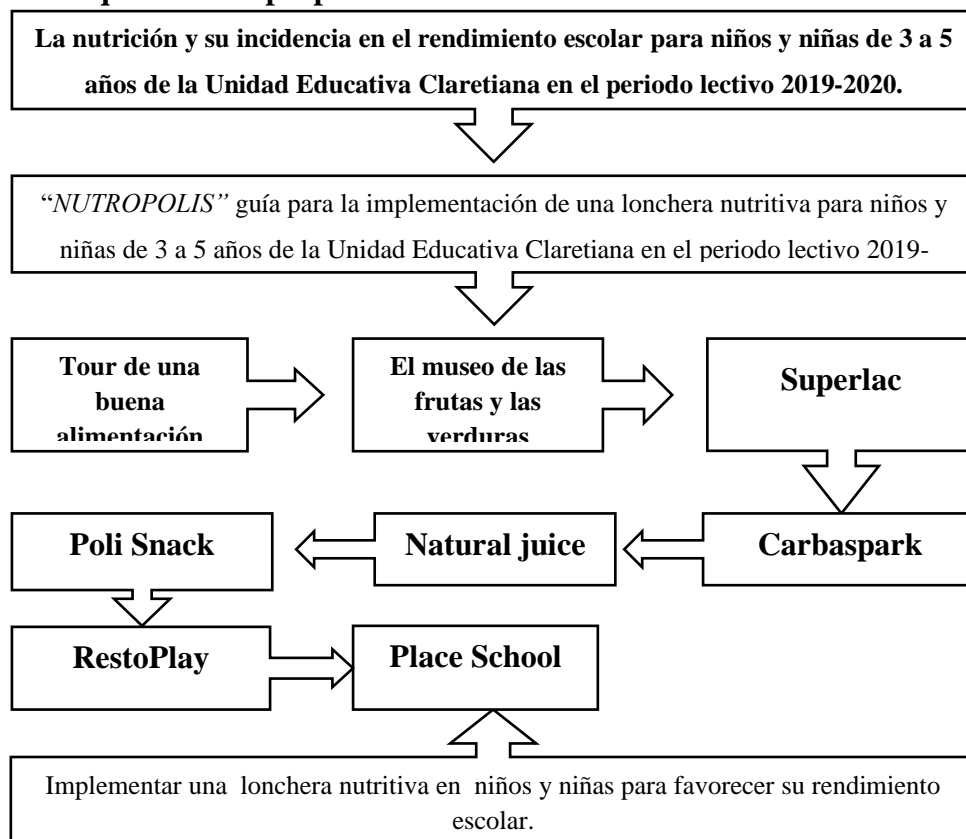 La nutrición y su incidencia en el rendimiento escolar para niños y niñas de 3 a 5
años de la Unidad Educativa Claretiana en el periodo lectivo 2019-2020.
“NUTROPOLIS” guía para la implementación de una lonchera nutritiva para niños y
niñas de 3 a 5 años de la Unidad Educativa Claretiana en el periodo lectivo 2019-
Tour de una
buena
alimentación
El museo de las
frutas y las
verduras
Superlac
Carbaspark
Natural juice
Poli Snack
RestoPlay
Place School
Implementar una lonchera nutritiva en niños y niñas para favorecer su rendimiento
escolar.